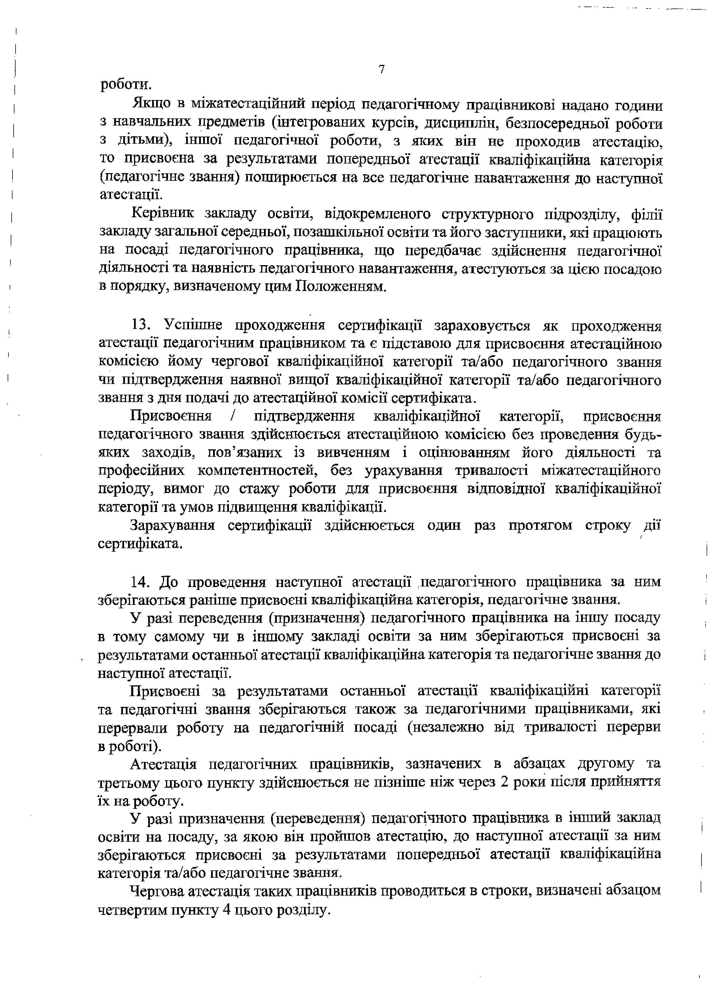 7
роботи.
Якщо в міжатестаційний період педагогічному працівникові надано години
з навчальних предметів (інтегрованих курсів, дисциплін, безпосередньої роботи
з дітьми), іншої педагогічної роботи, з яких він не проходив атестацію,
то присвоєна за результатами попередньої атестації кваліфікаційна категорія
(педагогічне звання) поширюється на все педагогічне навантаження до наступної
атестації.
Керівник закладу освіти, відокремленого структурного підрозділу, філії
закладу загальної середньої, позашкільної освіти та його заступники, які працюють
на посаді педагогічного працівника, що передбачає здійснення педагогічної
діяльності та наявність педагогічного навантаження, атестуються за цією посадою
в порядку, визначеному цим Положенням.
13. Успішне проходження сертифікації зараховується як проходження
атестації педагогічним працівником та є підставою для присвоєння атестаційною
комісією йому чергової кваліфікаційної категорії та/або педагогічного звання
чи підтвердження наявної вищої кваліфікаційної категорії та/або педагогічного
звання з дня подачі до атестаційної комісії сертифіката.
Присвоєння / підтвердження кваліфікаційної категорії, присвоєння
педагогічного звання здійснюється атестаційною комісією без проведення будь-
яких заходів, пов’язаних із вивченням і оцінюванням його діяльності та
професійних компетентностей, без урахування тривалості міжатестаційного
періоду, вимог до стажу роботи для присвоєння відповідної кваліфікаційної
категорії та умов підвищення кваліфікації.
Зарахування сертифікації здійснюється один раз протягом строку дії
сертифіката.
14. До проведення наступної атестації педагогічного працівника за ним
зберігаються раніше присвоєні кваліфікаційна категорія, педагогічне звання.
У разі переведення (призначення) педагогічного працівника на іншу посаду
в тому самому чи в іншому закладі освіти за ним зберігаються присвоєні за
результатами останньої атестації кваліфікаційна категорія та педагогічне звання до
наступної атестації.
Присвоєні за результатами останньої атестації кваліфікаційні категорії
та педагогічні звання зберігаються також за педагогічними працівниками, які
перервали роботу на педагогічній посаді (незалежно від тривалості перерви
в роботі).
Атестація педагогічних працівників, зазначених в абзацах другому та
третьому цього пункту здійснюється не пізніше ніж через 2 роки після прийняття
їх на роботу.
У разі призначення (переведення) педагогічного працівника в інший заклад
освіти на посаду, за якою він пройшов атестацію, до наступної атестації за ним
зберігаються присвоєні за результатами попередньої атестації кваліфікаційна
категорія та/або педагогічне звання.
Чергова атестація таких працівників проводиться в строки, визначені абзацом
четвертим пункту 4 цього розділу.